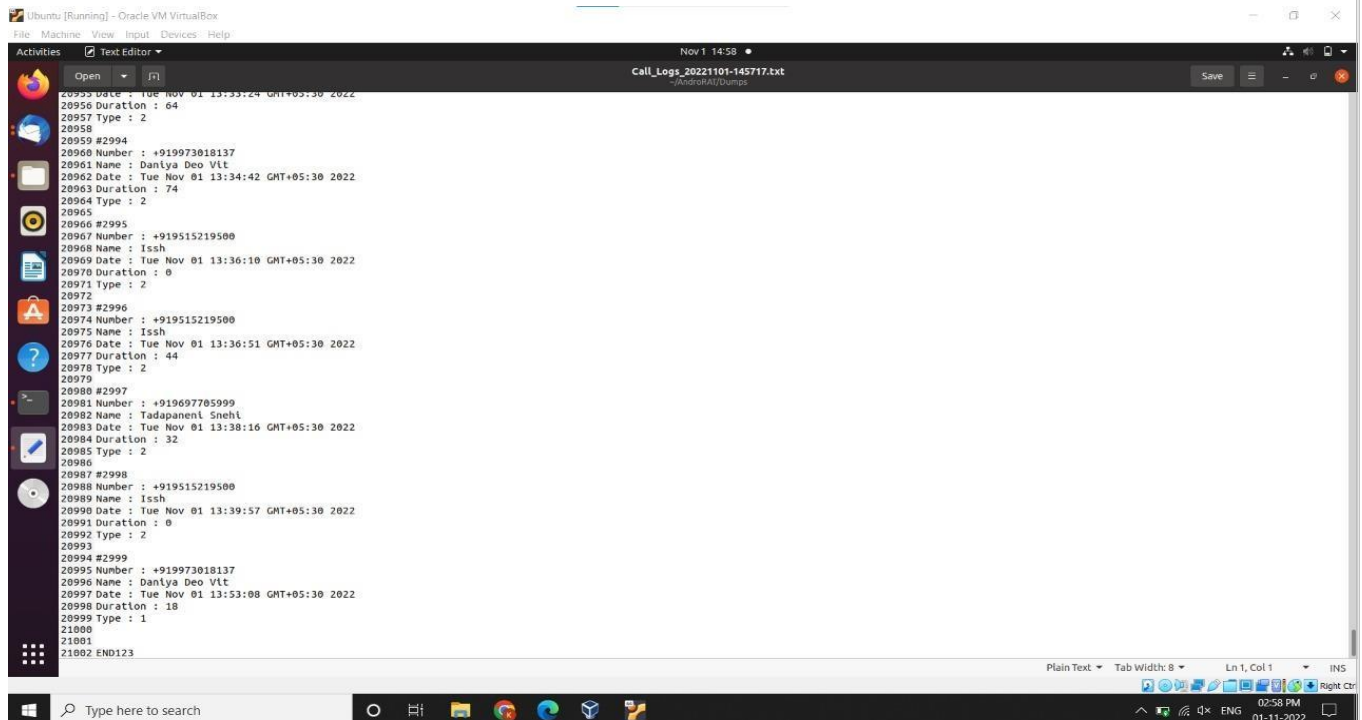 Ubuntu [Running] - Oracle VM VirtualBox
File Machine View Input Devices Help
Activities Text Editor Nov 1 14:58
Open Call_Logs_20221101-145717.txt Save
~/AndroRAT/Dumps
20955 Date : Tue Nov 01 13:33:24 GMT+05:30 2022
20956 Duration : 64
20957 Type : 2
20958
20959 #2994
20960 Number : +919973018137
20961 Name : Daniya Deo Vit
20962 Date : Tue Nov 01 13:34:42 GMT+05:30 2022
20963 Duration : 74
20964 Type : 2
20965
20966 #2995
20967 Number : +919515219500
20968 Name : Issh
20969 Date : Tue Nov 01 13:36:10 GMT+05:30 2022
20970 Duration : 0
20971 Type : 2
20972
20973 #2996
20974 Number : +919515219500
20975 Name : Issh
20976 Date : Tue Nov 01 13:36:51 GMT+05:30 2022
20977 Duration : 44
20978 Type : 2
20979
20980 #2997
20981 Number : +919697705999
20982 Name : Tadapaneni Snehi
20983 Date : Tue Nov 01 13:38:16 GMT+05:30 2022
20984 Duration : 32
20985 Type : 2
20986
20987 #2998
20988 Number : +919515219500
20989 Name : Issh
20990 Date : Tue Nov 01 13:39:57 GMT+05:30 2022
20991 Duration : 0
20992 Type : 2
20993
20994 #2999
20995 Number : +919973018137
20996 Name : Daniya Deo Vit
20997 Date : Tue Nov 01 13:53:08 GMT+05:30 2022
20998 Duration : 18
20999 Type : 1
21000
21001
21002 END123
Plain Text Tab Width: 8 Ln 1, Col 1 INS
Right Ctr
Type here to search ENG 02:58 PM
01-11-2022